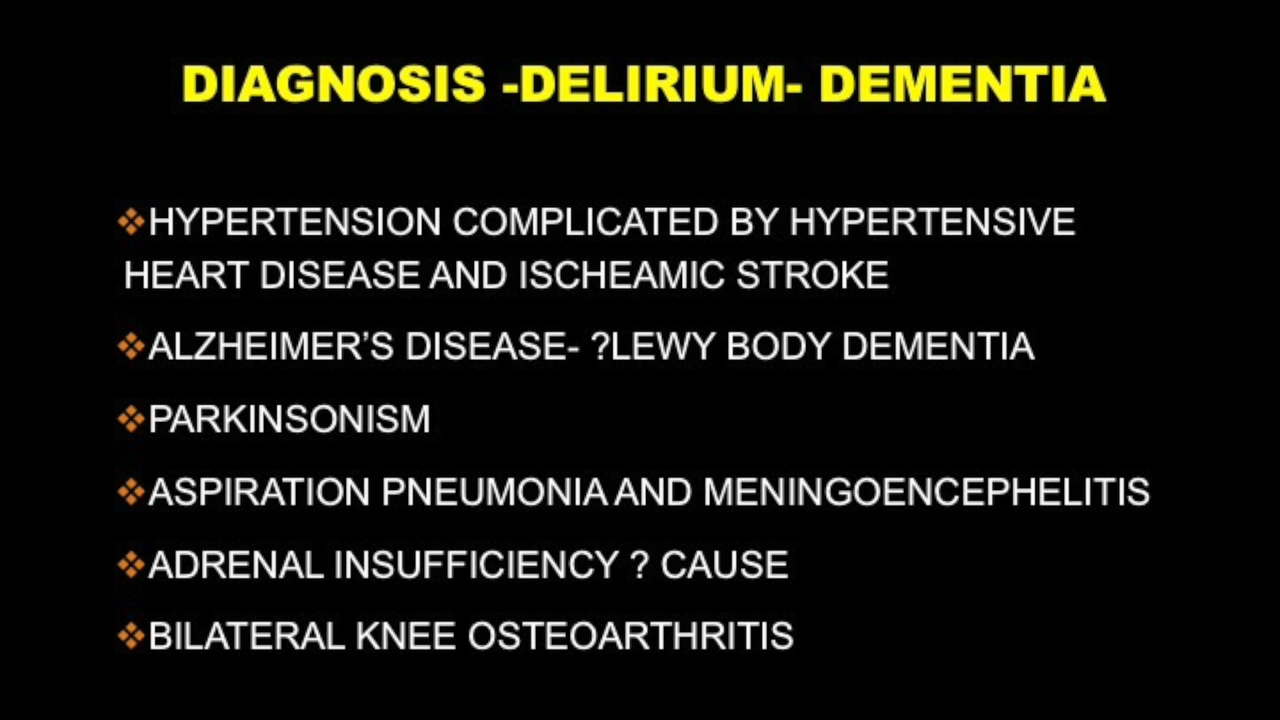 DIAGNOSIS -DELIRIUM- DEMENTIA
❖HYPERTENSION COMPLICATED BY HYPERTENSIVE
HEART DISEASE AND ISCHEAMIC STROKE
❖ALZHEIMER’S DISEASE- ?LEWY BODY DEMENTIA
❖PARKINSONISM
❖ASPIRATION PNEUMONIA AND MENINGOENCEPHELITIS
❖ADRENAL INSUFFICIENCY ? CAUSE
❖BILATERAL KNEE OSTEOARTHRITIS